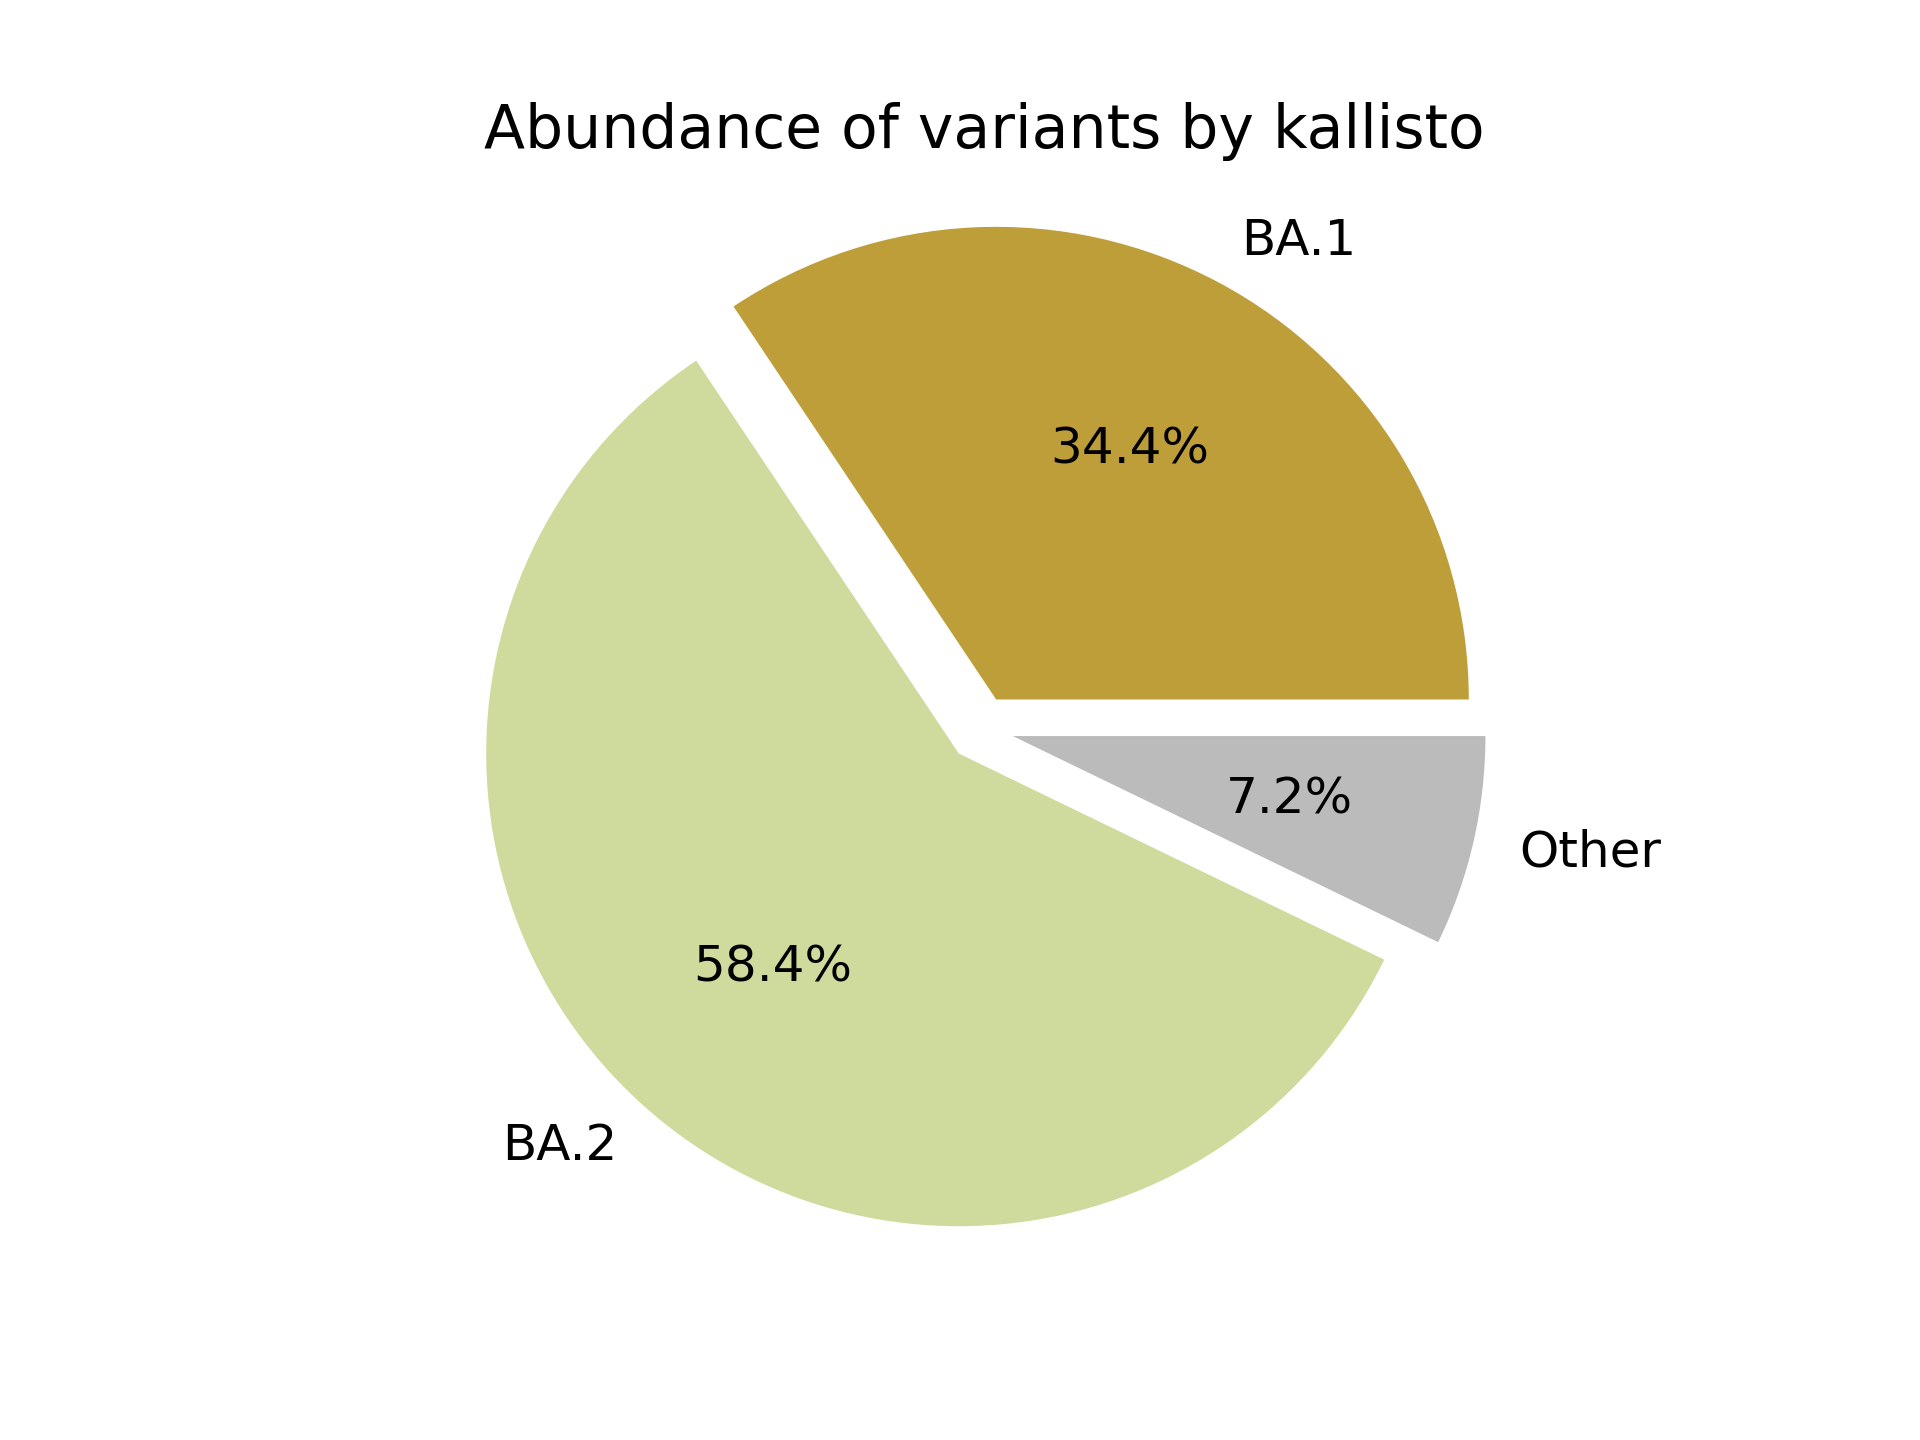 Abundance of variants by kallisto
BA.1
34.4%
7.2%
Other
58.4%
BA.2